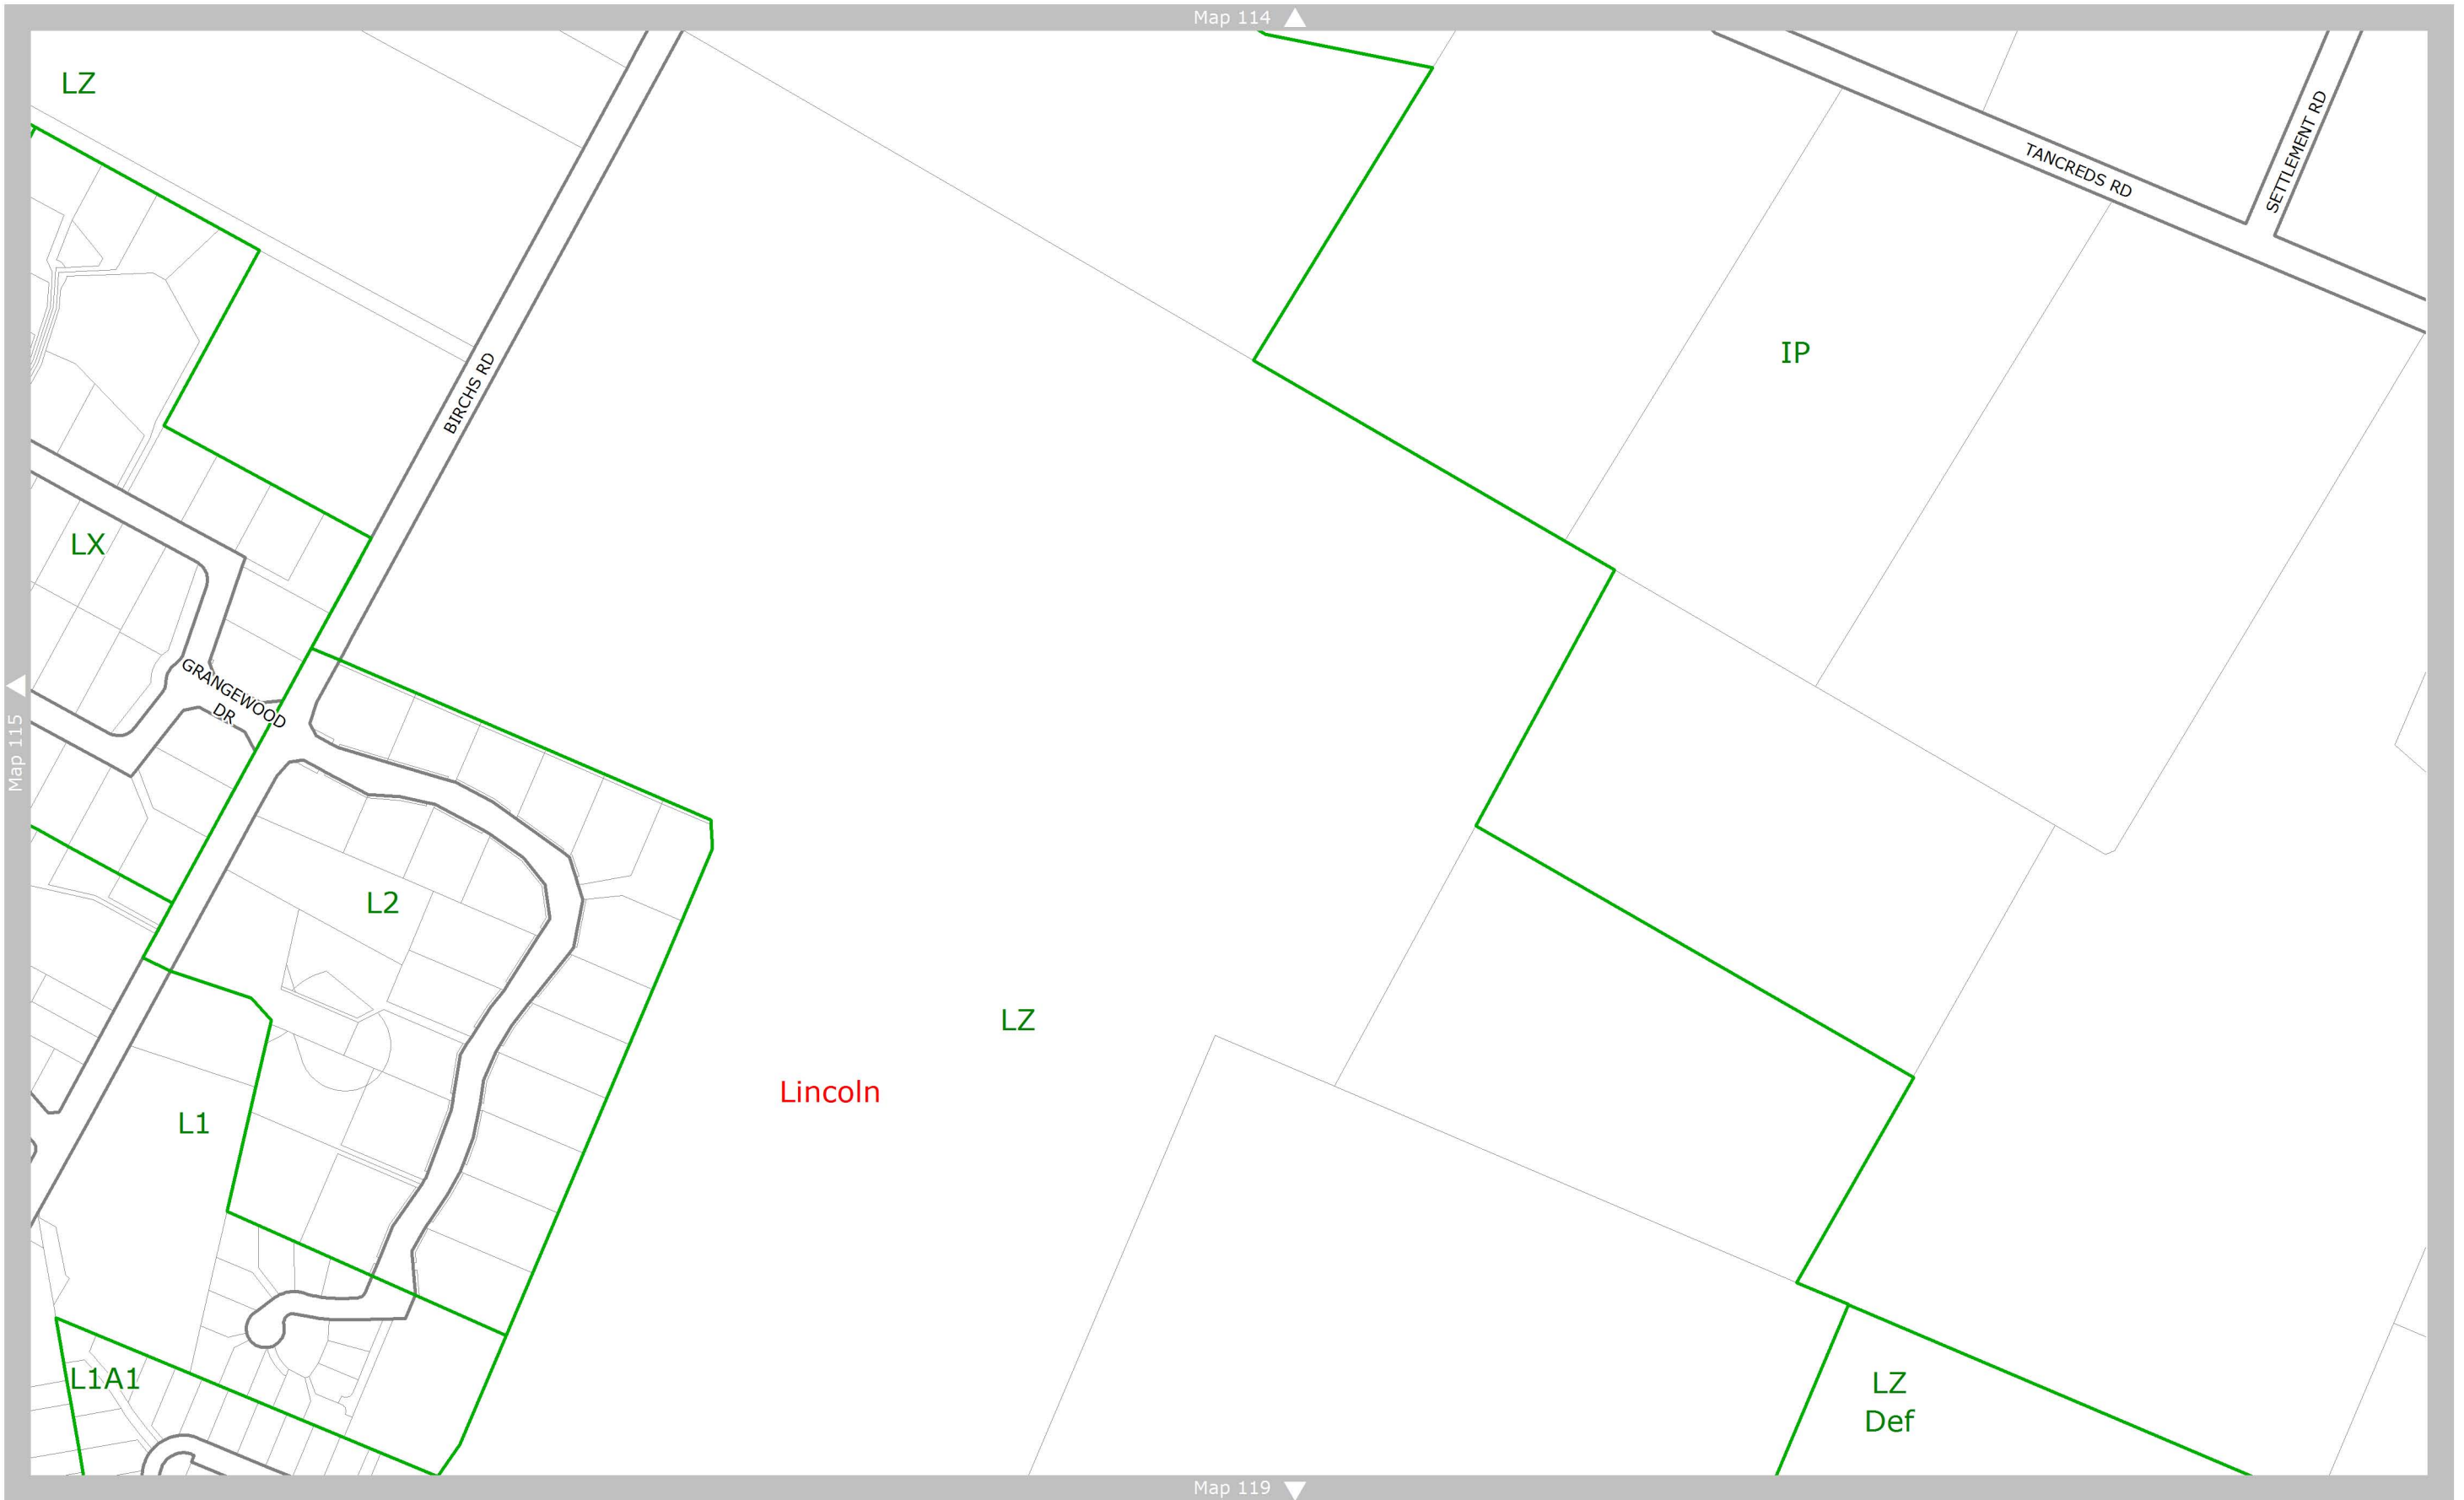 Map 114
LZ
TANCREDS RD
SETTLEMENT RD
IP
BIRCHS RD
LX
GRANGEWOOD
DR
Map 115
L2
LZ
Lincoln
L1
L1A1
LZ
Def
Map 119